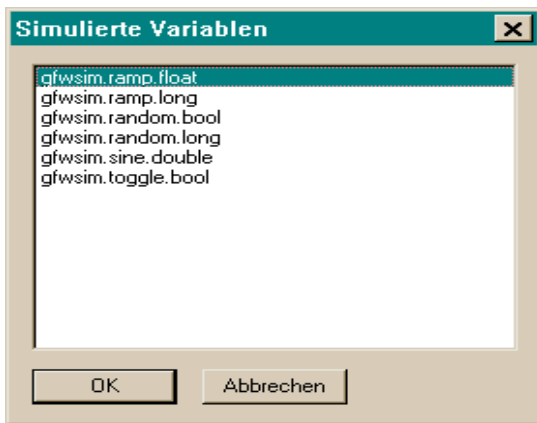 Simulierte Variablen
gfwsim.ramp.float
gfwsim.ramp.long
gfwsim.random.bool
gfwsim.random.long
gfwsim.sine.double
gfwsim.toggle.bool
OK Abbrechen